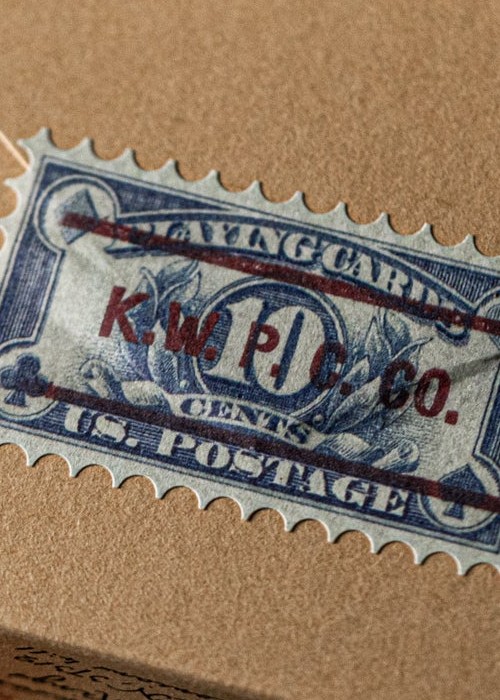 PLAYING CARDS
K. W. P. C. CO.
10
CENTS
U.S. POSTAGE